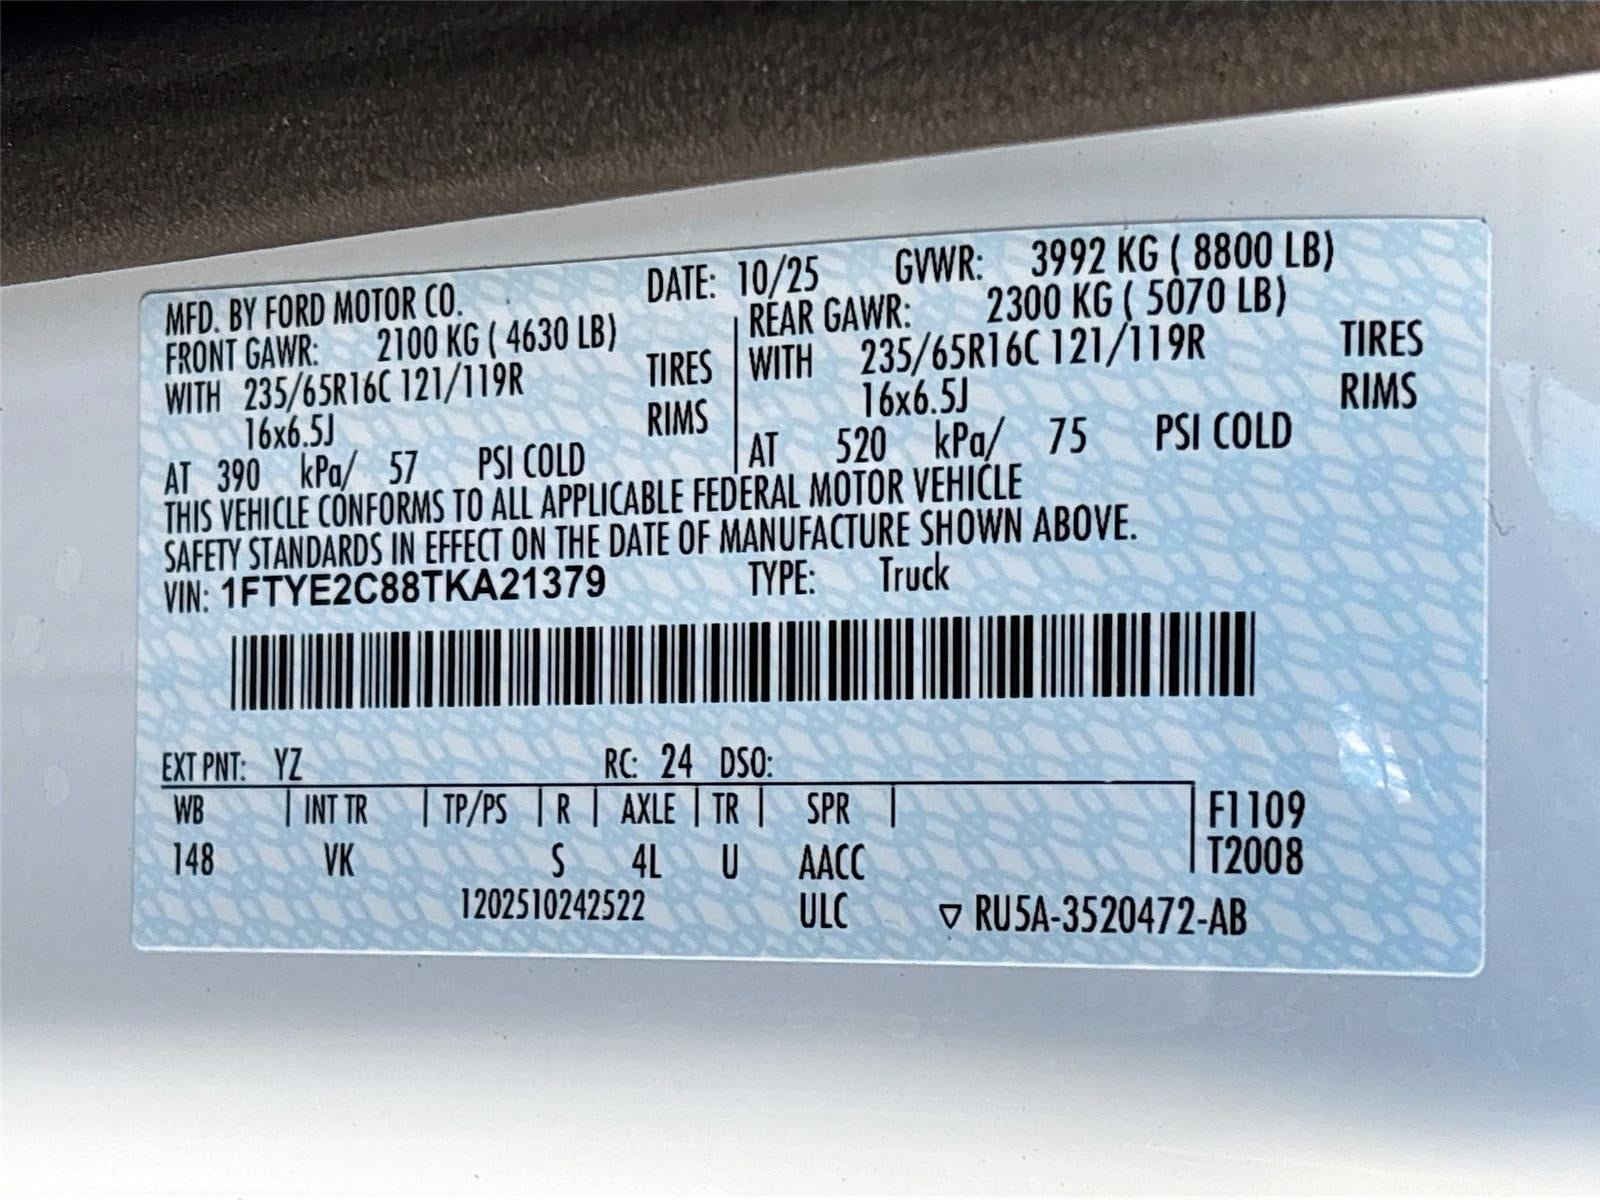 MFD. BY FORD MOTOR CO. DATE: 10/25 GVWR: 3992 KG ( 8800 LB)
FRONT GAWR: 2100 KG ( 4630 LB) REAR GAWR: 2300 KG ( 5070 LB)
WITH 235/65R16C 121/119R TIRES WITH 235/65R16C 121/119R TIRES
16x6.5J RIMS 16x6.5J RIMS
AT 390 kPa/ 57 PSI COLD AT 520 kPa/ 75 PSI COLD
THIS VEHICLE CONFORMS TO ALL APPLICABLE FEDERAL MOTOR VEHICLE
SAFETY STANDARDS IN EFFECT ON THE DATE OF MANUFACTURE SHOWN ABOVE.
VIN: 1FTYE2C88TKA21379 TYPE: Truck
EXT PNT: YZ RC: 24 DSO:
WB | INT TR | TP/PS | R | AXLE | TR | SPR | F1109
148 VK S 4L U AACC T2008
1202510242522 ULC ▽ RU5A-3520472-AB